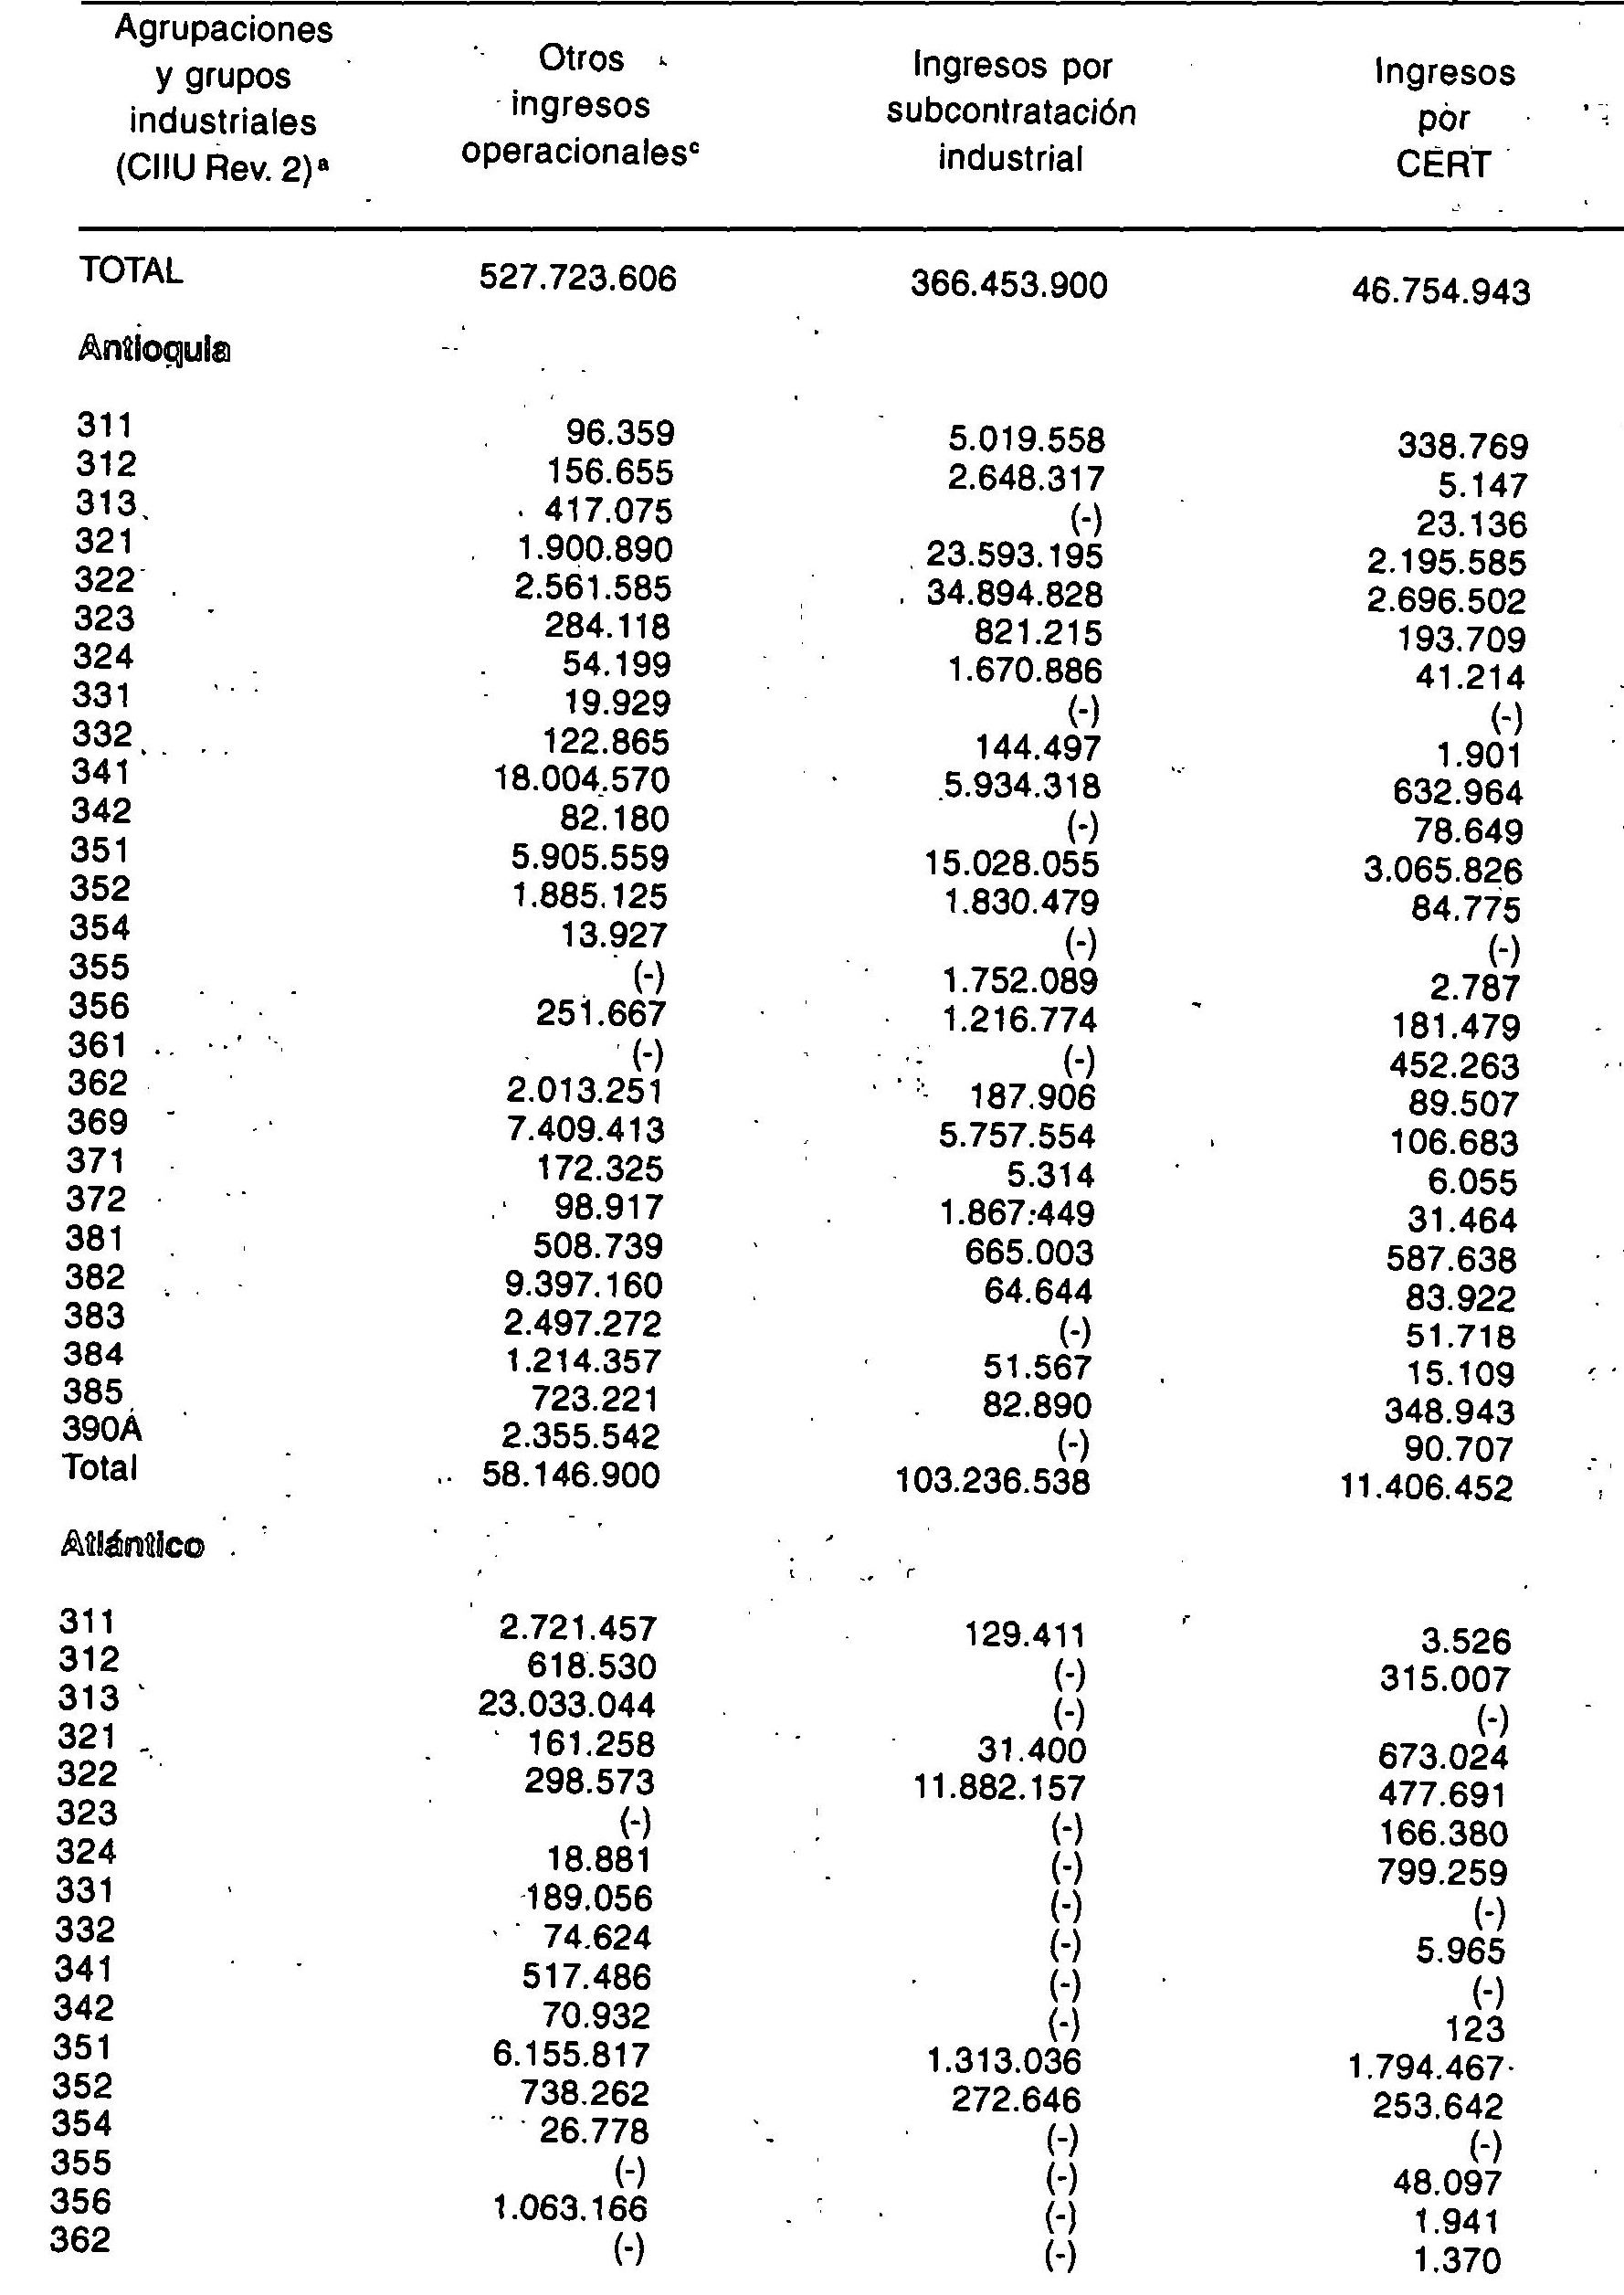 Agrupaciones
y grupos
industriales
(CIIU Rev. 2)ª
Otros
ingresos
operacionalesᶜ
Ingresos por
subcontratación
industrial
Ingresos
por
CERT
TOTAL 527.723.606 366.453.900 46.754.943
Antioquia
311 96.359 5.019.558 338.769
312 156.655 2.648.317 5.147
313 417.075 (-) 23.136
321 1.900.890 23.593.195 2.195.585
322 2.561.585 34.894.828 2.696.502
323 284.118 821.215 193.709
324 54.199 1.670.886 41.214
331 19.929 (-) (-)
332 122.865 144.497 1.901
341 18.004.570 5.934.318 632.964
342 82.180 (-) 78.649
351 5.905.559 15.028.055 3.065.826
352 1.885.125 1.830.479 84.775
354 13.927 (-) (-)
355 (-) 1.752.089 2.787
356 251.667 1.216.774 181.479
361 (-) (-) 452.263
362 2.013.251 187.906 89.507
369 7.409.413 5.757.554 106.683
371 172.325 5.314 6.055
372 98.917 1.867.449 31.464
381 508.739 665.003 587.638
382 9.397.160 64.644 83.922
383 2.497.272 (-) 51.718
384 1.214.357 51.567 15.109
385 723.221 82.890 348.943
390A 2.355.542 (-) 90.707
Total 58.146.900 103.236.538 11.406.452
Atlántico
311 2.721.457 129.411 3.526
312 618.530 (-) 315.007
313 23.033.044 (-) (-)
321 161.258 31.400 673.024
322 298.573 11.882.157 477.691
323 (-) (-) 166.380
324 18.881 (-) 799.259
331 189.056 (-) (-)
332 74.624 (-) 5.965
341 517.486 (-) (-)
342 70.932 (-) 123
351 6.155.817 1.313.036 1.794.467
352 738.262 272.646 253.642
354 26.778 (-) (-)
355 (-) (-) 48.097
356 1.063.166 (-) 1.941
362 (-) (-) 1.370